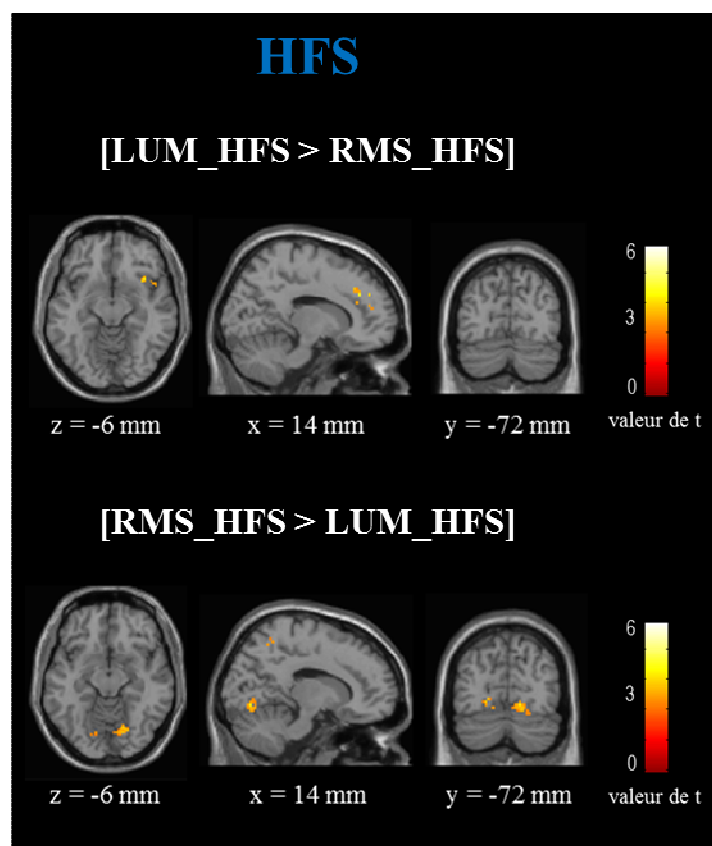 HFS
[LUM_HFS > RMS_HFS]
6
3
0
z = -6 mm
x = 14 mm
y = -72 mm
valeur de t
[RMS_HFS > LUM_HFS]
6
3
0
z = -6 mm
x = 14 mm
y = -72 mm
valeur de t